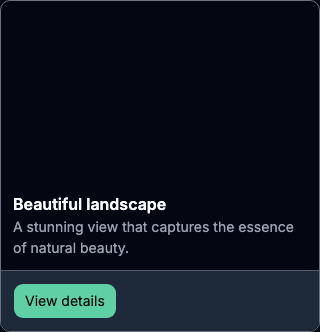 Beautiful landscape
A stunning view that captures the essence
of natural beauty.
View details